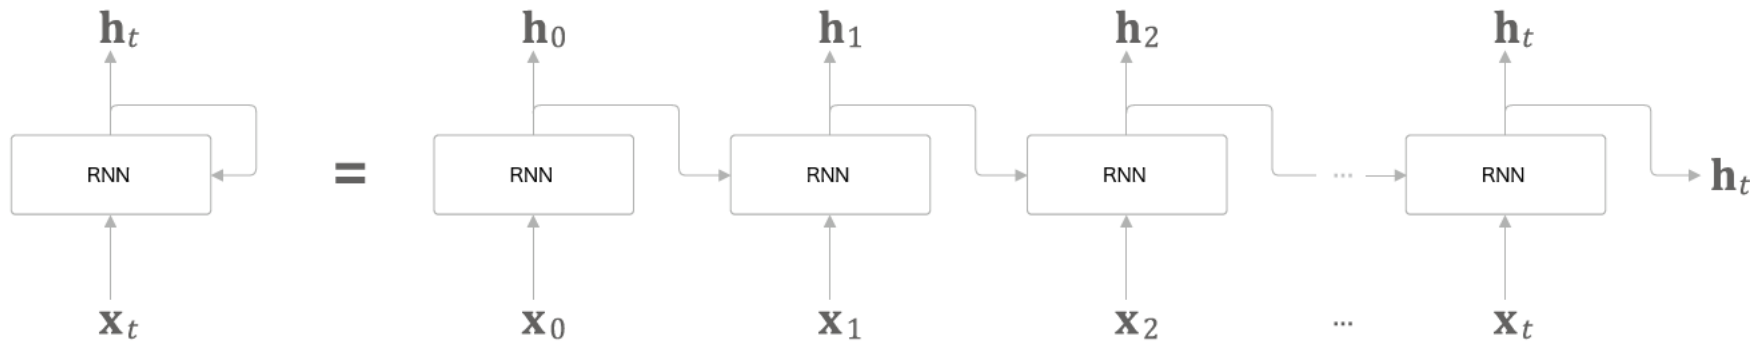 h_t h_0 h_1 h_2 h_t
RNN = RNN RNN RNN ... RNN h_t
x_t x_0 x_1 x_2 ... x_t